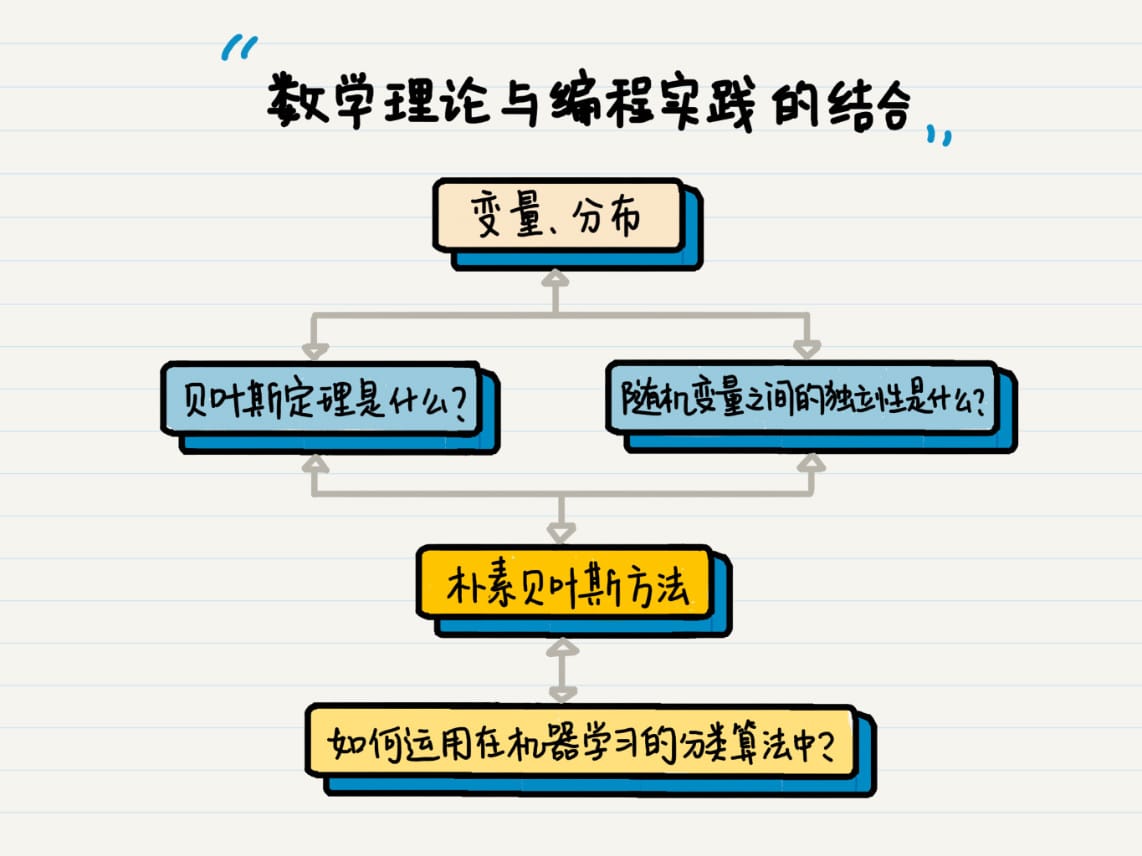 数学理论与编程实践的结合
变量、分布
贝叶斯定理是什么?
随机变量之间的独立性是什么?
朴素贝叶斯方法
如何运用在机器学习的分类算法中?